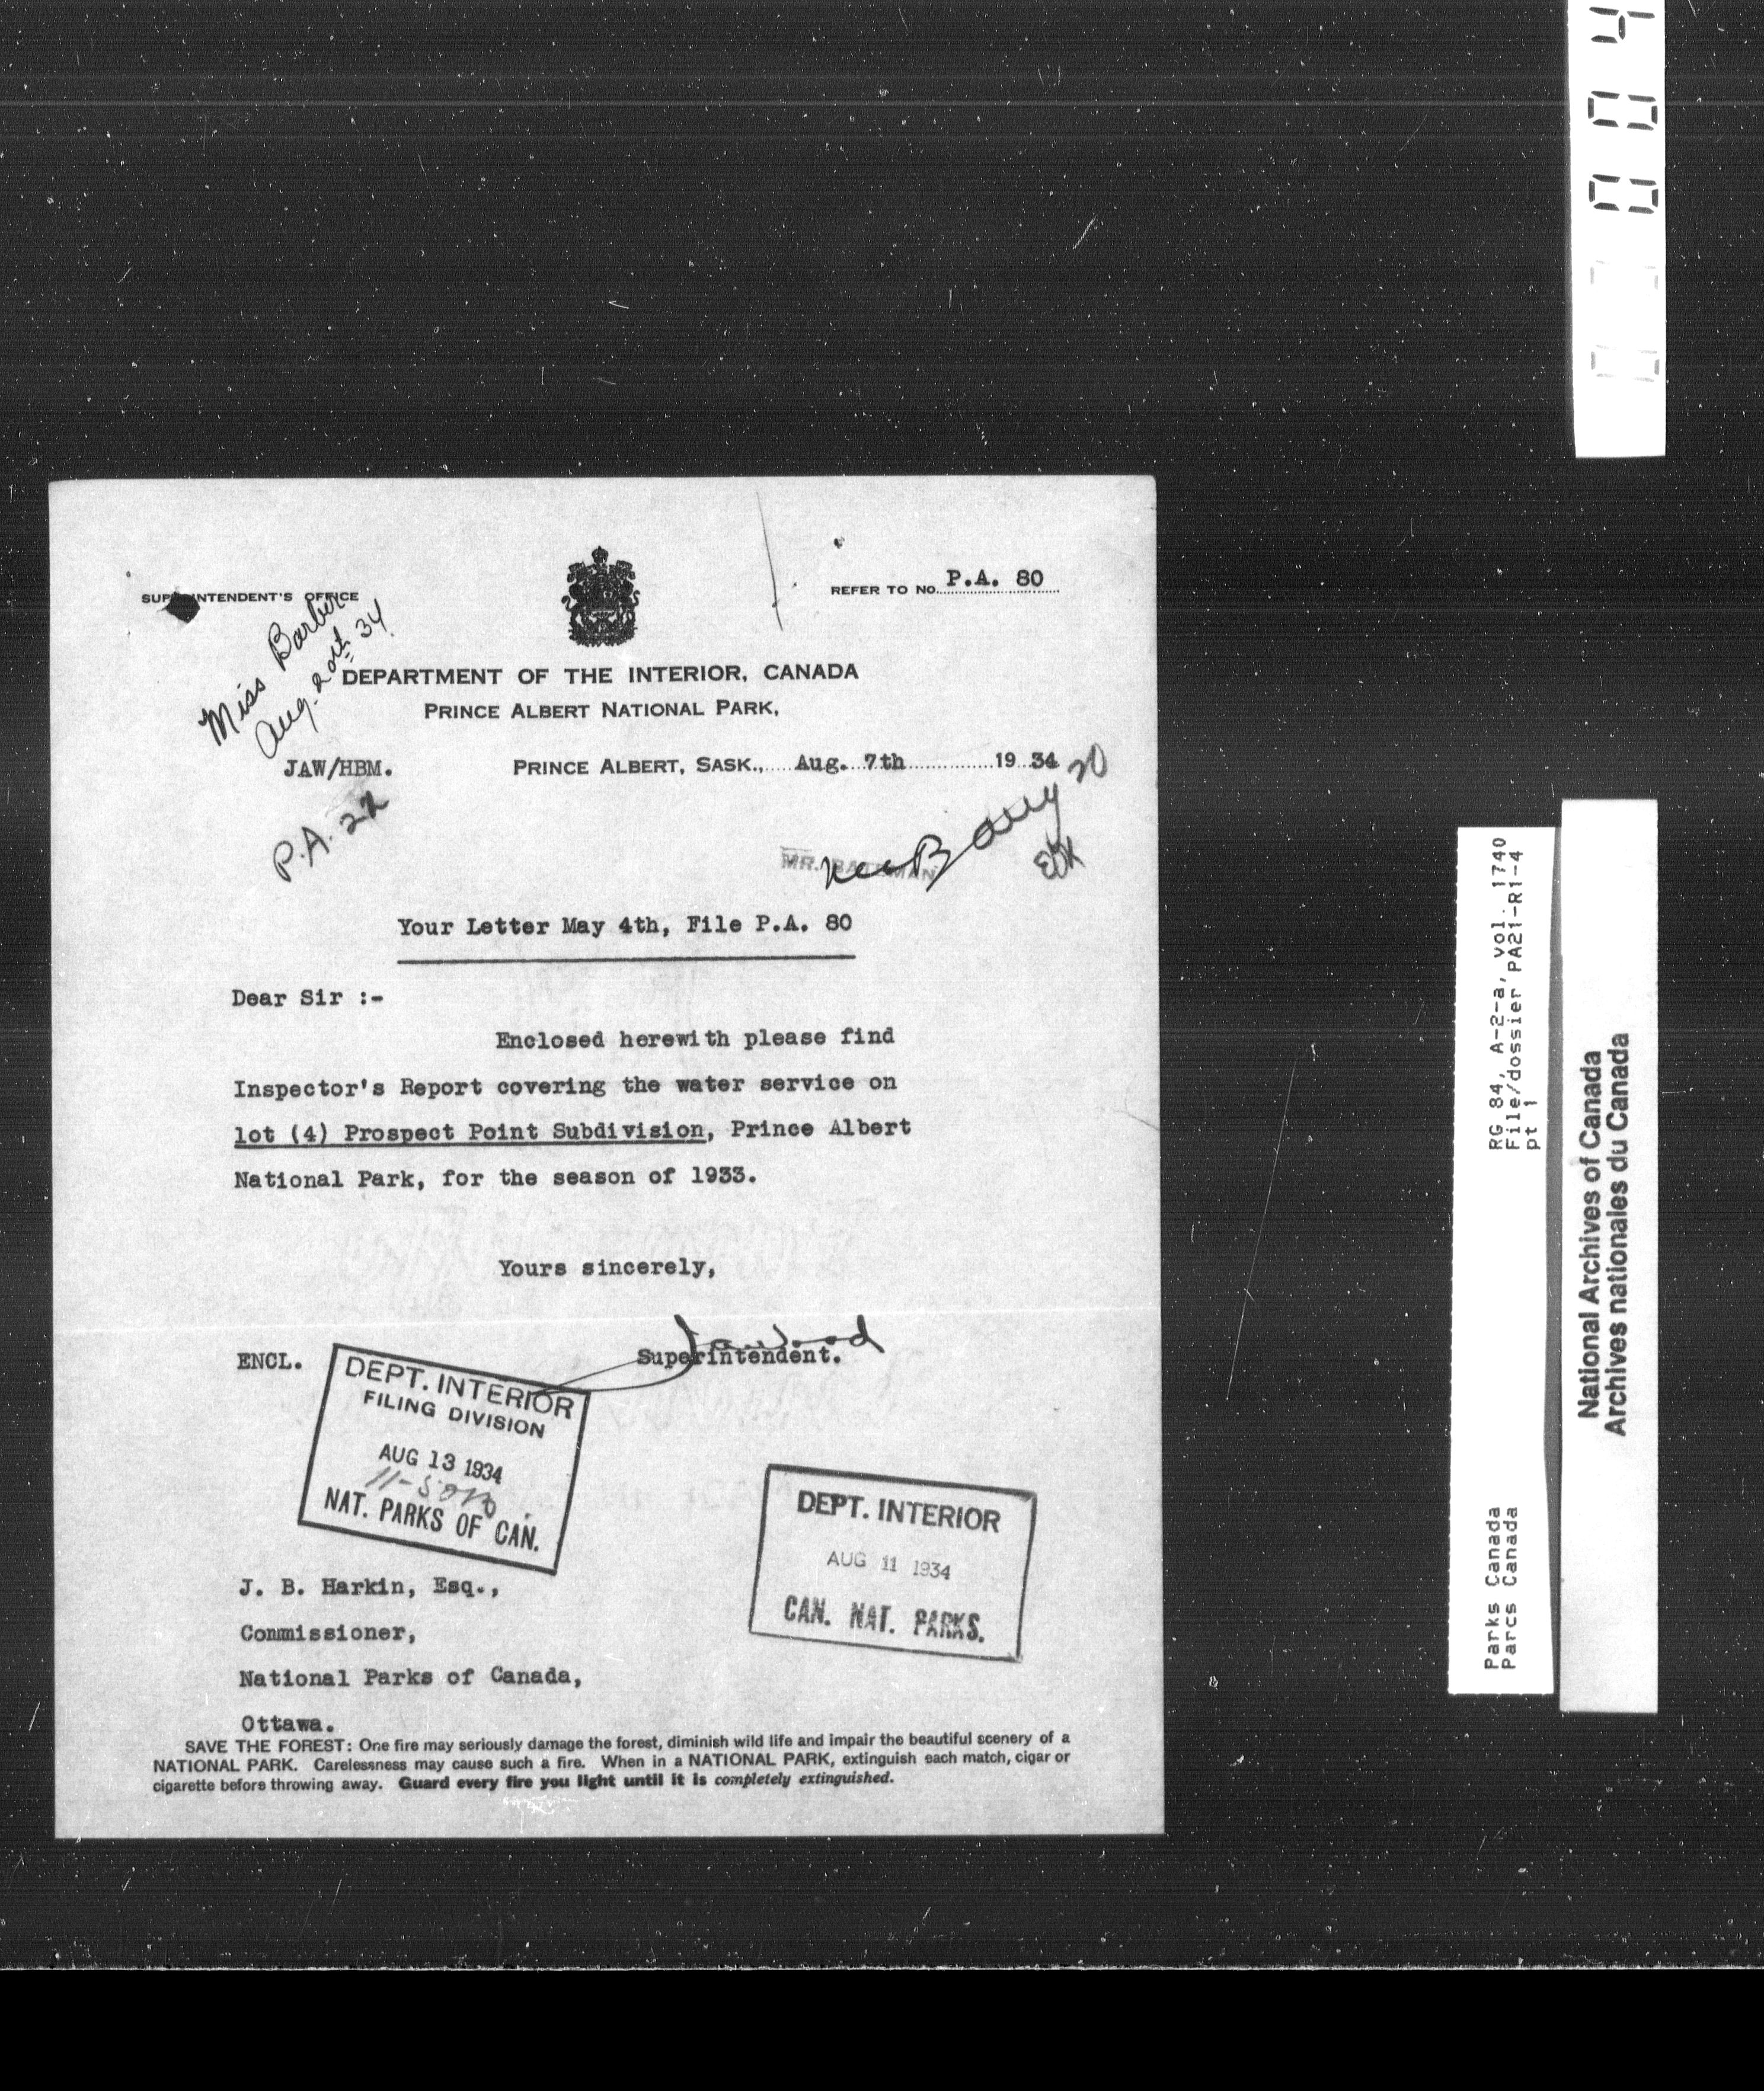 SUPERINTENDENT'S OFFICE
REFER TO NO. P.A. 80
Miss Barber
Aug. 20th 34.
DEPARTMENT OF THE INTERIOR, CANADA
PRINCE ALBERT NATIONAL PARK,
JAW/HBM.
PRINCE ALBERT, SASK., Aug. 7th 19 34
P.A. 22
MR.
Aug 20
Your Letter May 4th, File P.A. 80
Dear Sir :-
Enclosed herewith please find
Inspector's Report covering the water service on
lot (4) Prospect Point Subdivision, Prince Albert
National Park, for the season of 1933.
Yours sincerely,
JAWood
Superintendent.
ENCL.
DEPT. INTERIOR
FILING DIVISION
AUG 13 1934
NAT. PARKS OF CAN.
DEPT. INTERIOR
AUG 11 1934
CAN. NAT. PARKS.
J. B. Harkin, Esq.,
Commissioner,
National Parks of Canada,
Ottawa.
SAVE THE FOREST: One fire may seriously damage the forest, diminish wild life and impair the beautiful scenery of a
NATIONAL PARK. Carelessness may cause such a fire. When in a NATIONAL PARK, extinguish each match, cigar or
cigarette before throwing away. Guard every fire you light until it is completely extinguished.
Parks Canada
Parcs Canada
RG 84, A-2-a, vol. 1740
File/dossier PA21-R1-4
pt 1
National Archives of Canada
Archives nationales du Canada